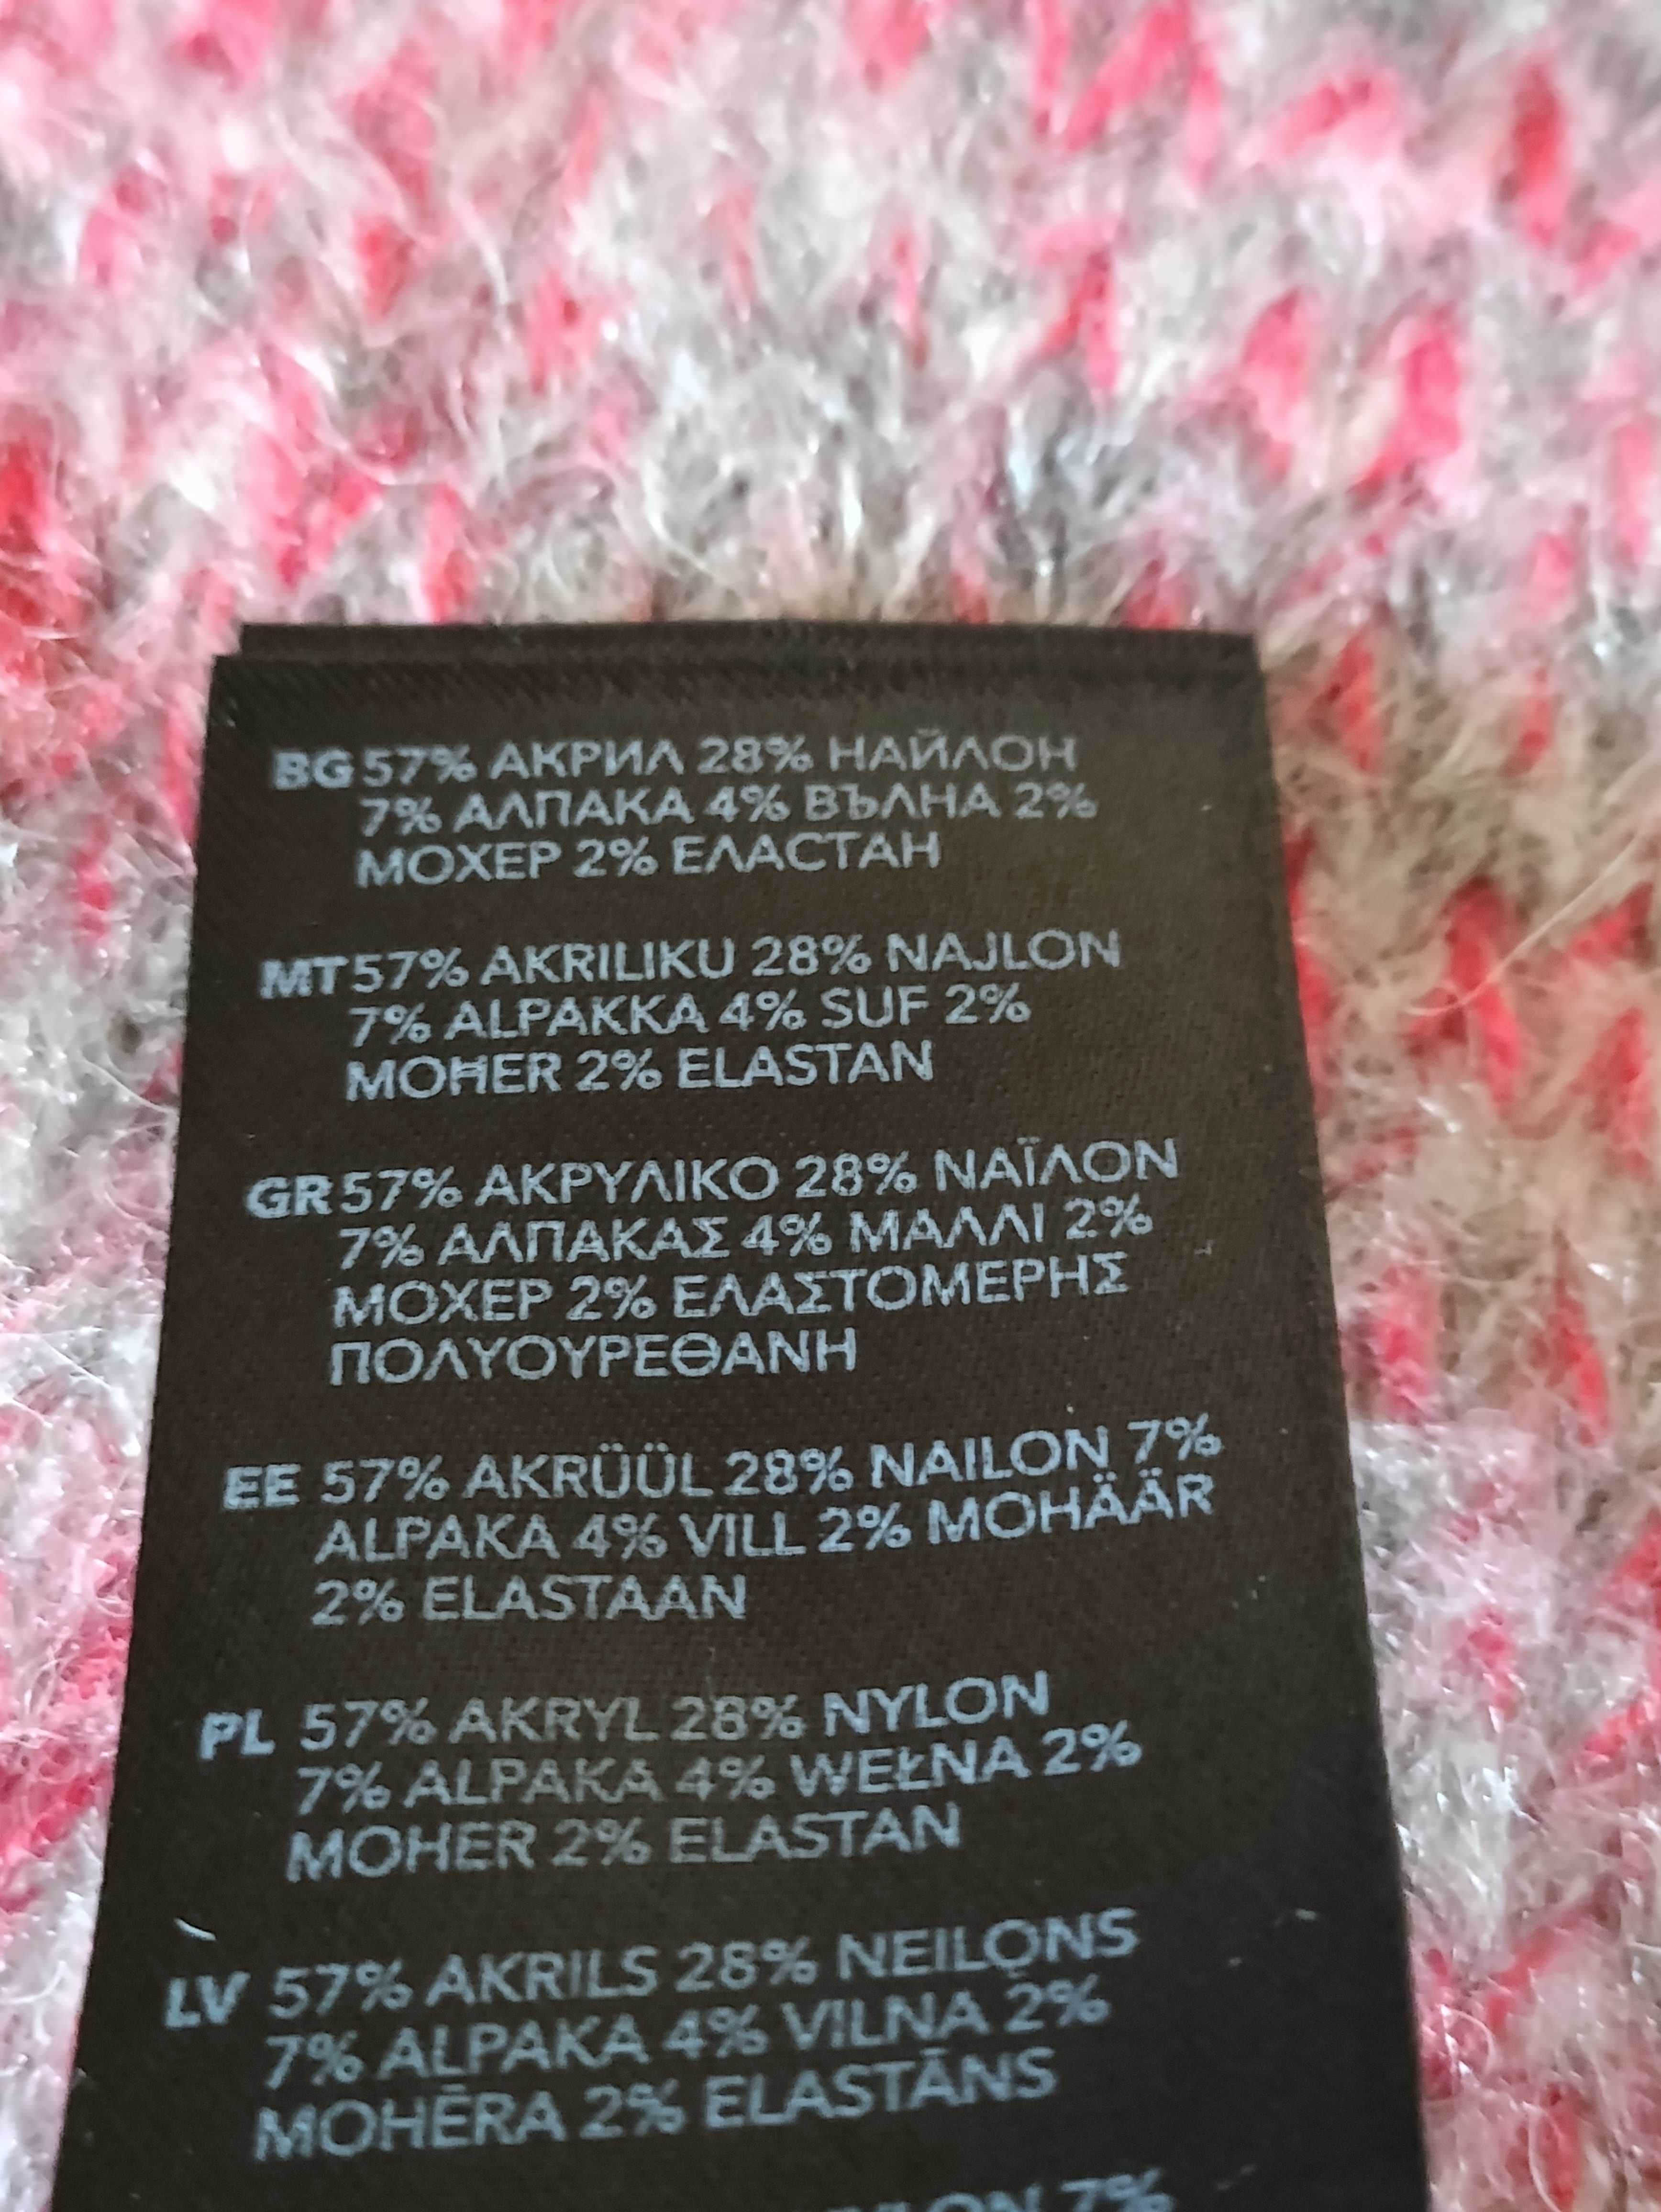 BG 57% АКРИЛ 28% НАЙЛОН
7% АЛПАКА 4% ВЪЛНА 2%
МОХЕР 2% ЕЛАСТАН
MT 57% AKRILIKU 28% NAJLON
7% ALPAKKA 4% SUF 2%
MOĦER 2% ELASTAN
GR 57% ΑΚΡΥΛΙΚΟ 28% ΝΑΪΛΟΝ
7% ΑΛΠΑΚΑΣ 4% ΜΑΛΛΙ 2%
ΜΟΧΕΡ 2% ΕΛΑΣΤΟΜΕΡΗΣ
ΠΟΛΥΟΥΡΕΘΑΝΗ
EE 57% AKRÜÜL 28% NAILON 7%
ALPAKA 4% VILL 2% MOHÄÄR
2% ELASTAAN
PL 57% AKRYL 28% NYLON
7% ALPAKA 4% WEŁNA 2%
MOHER 2% ELASTAN
LV 57% AKRILS 28% NEILONS
7% ALPAKA 4% VILNA 2%
MOHĒRA 2% ELASTĀNS
7%